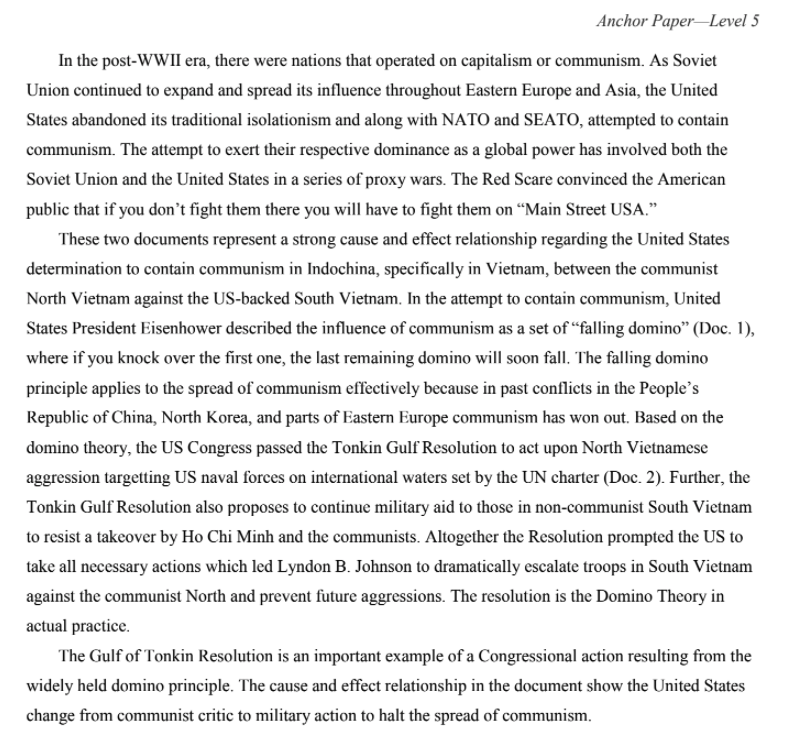 Anchor Paper—Level 5
In the post-WWII era, there were nations that operated on capitalism or communism. As Soviet
Union continued to expand and spread its influence throughout Eastern Europe and Asia, the United
States abandoned its traditional isolationism and along with NATO and SEATO, attempted to contain
communism. The attempt to exert their respective dominance as a global power has involved both the
Soviet Union and the United States in a series of proxy wars. The Red Scare convinced the American
public that if you don’t fight them there you will have to fight them on “Main Street USA.”
These two documents represent a strong cause and effect relationship regarding the United States
determination to contain communism in Indochina, specifically in Vietnam, between the communist
North Vietnam against the US-backed South Vietnam. In the attempt to contain communism, United
States President Eisenhower described the influence of communism as a set of “falling domino” (Doc. 1),
where if you knock over the first one, the last remaining domino will soon fall. The falling domino
principle applies to the spread of communism effectively because in past conflicts in the People’s
Republic of China, North Korea, and parts of Eastern Europe communism has won out. Based on the
domino theory, the US Congress passed the Tonkin Gulf Resolution to act upon North Vietnamese
aggression targetting US naval forces on international waters set by the UN charter (Doc. 2). Further, the
Tonkin Gulf Resolution also proposes to continue military aid to those in non-communist South Vietnam
to resist a takeover by Ho Chi Minh and the communists. Altogether the Resolution prompted the US to
take all necessary actions which led Lyndon B. Johnson to dramatically escalate troops in South Vietnam
against the communist North and prevent future aggressions. The resolution is the Domino Theory in
actual practice.
The Gulf of Tonkin Resolution is an important example of a Congressional action resulting from the
widely held domino principle. The cause and effect relationship in the document show the United States
change from communist critic to military action to halt the spread of communism.